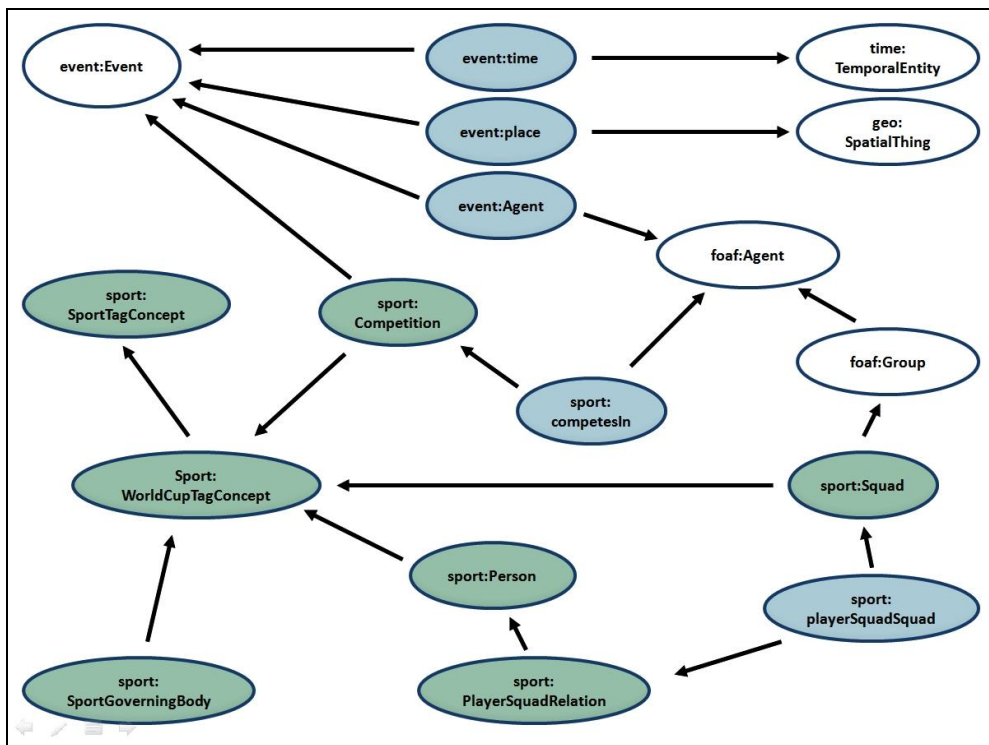 event:Event
event:time
time:
TemporalEntity
event:place
geo:
SpatialThing
event:Agent
foaf:Agent
sport:
SportTagConcept
sport:
Competition
foaf:Group
sport:
competesIn
Sport:
WorldCupTagConcept
sport:Squad
sport:Person
sport:
playerSquadSquad
sport:
SportGoverningBody
sport:
PlayerSquadRelation